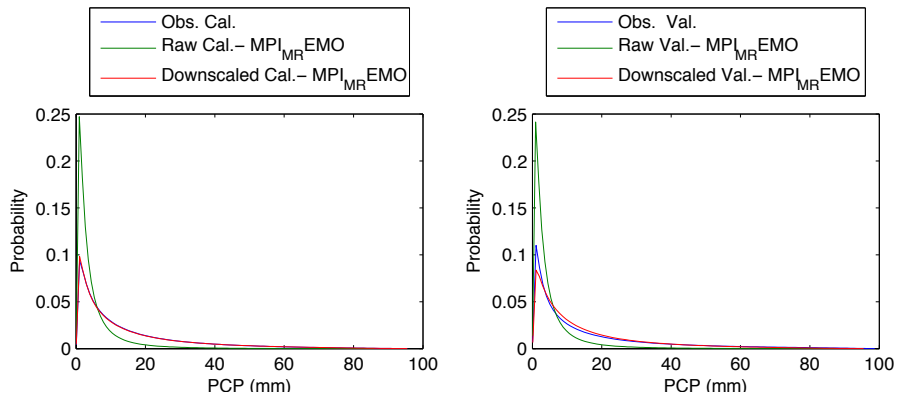 Obs. Cal.
Raw Cal.− MPI_MR EMO
Downscaled Cal.− MPI_MR EMO
0.25
0.2
0.15
0.1
0.05
0
Probability
0 20 40 60 80 100
PCP (mm)
Obs. Val.
Raw Val.− MPI_MR EMO
Downscaled Val.− MPI_MR EMO
0.25
0.2
0.15
0.1
0.05
0
Probability
0 20 40 60 80 100
PCP (mm)